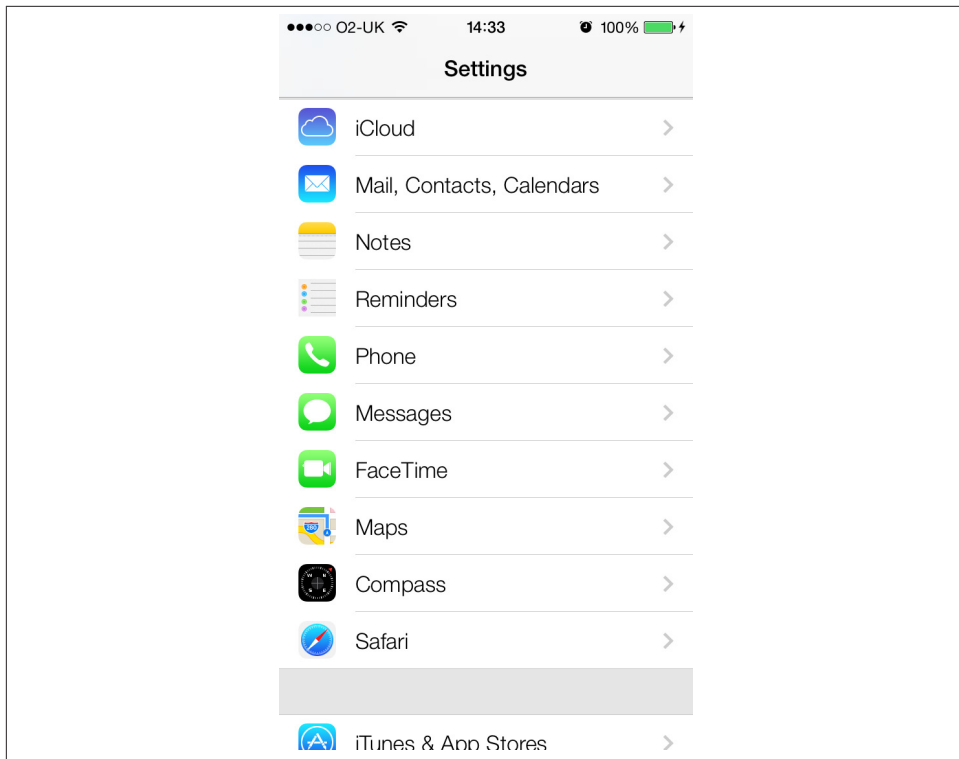 O2-UK 14:33 100%
Settings
iCloud
Mail, Contacts, Calendars
Notes
Reminders
Phone
Messages
FaceTime
Maps
Compass
Safari
iTunes & App Stores